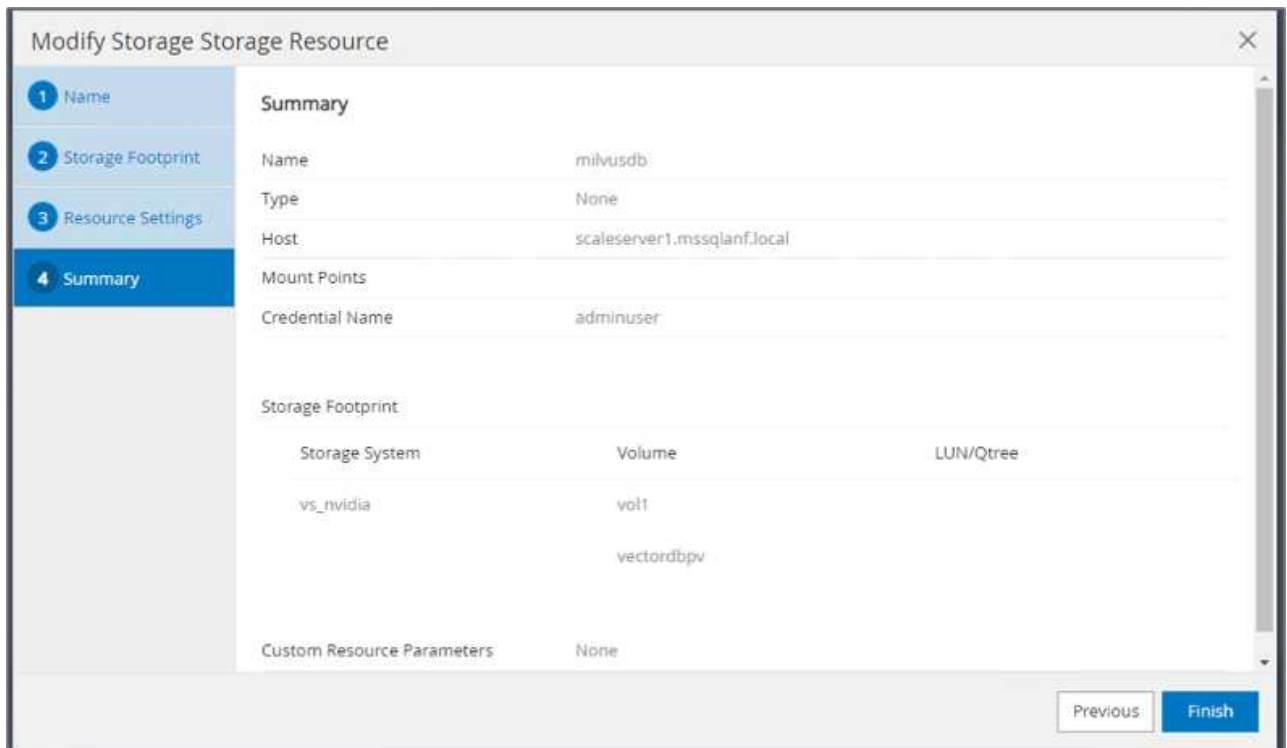 Modify Storage Storage Resource
1 Name
2 Storage Footprint
3 Resource Settings
4 Summary
Summary
Name milvusdb
Type None
Host scaleserver1.mssqlanf.local
Mount Points
Credential Name adminuser
Storage Footprint
Storage System Volume LUN/Qtree
vs_nvidia vol1
vectordbpv
Custom Resource Parameters None
Previous Finish